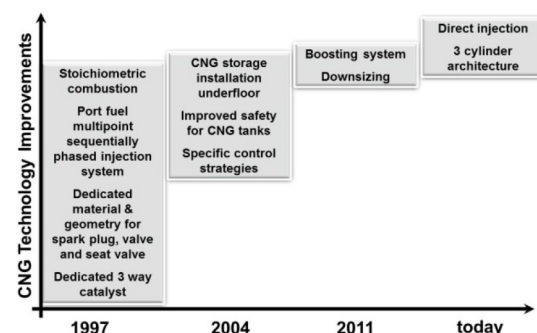 CNG Technology Improvements
Stoichiometric
combustion
Port fuel
multipoint
sequentially
phased injection
system
Dedicated
material &
geometry for
spark plug, valve
and seat valve
Dedicated 3 way
catalyst
CNG storage
installation
underfloor
Improved safety
for CNG tanks
Specific control
strategies
Boosting system
Downsizing
Direct injection
3 cylinder
architecture
1997
2004
2011
today